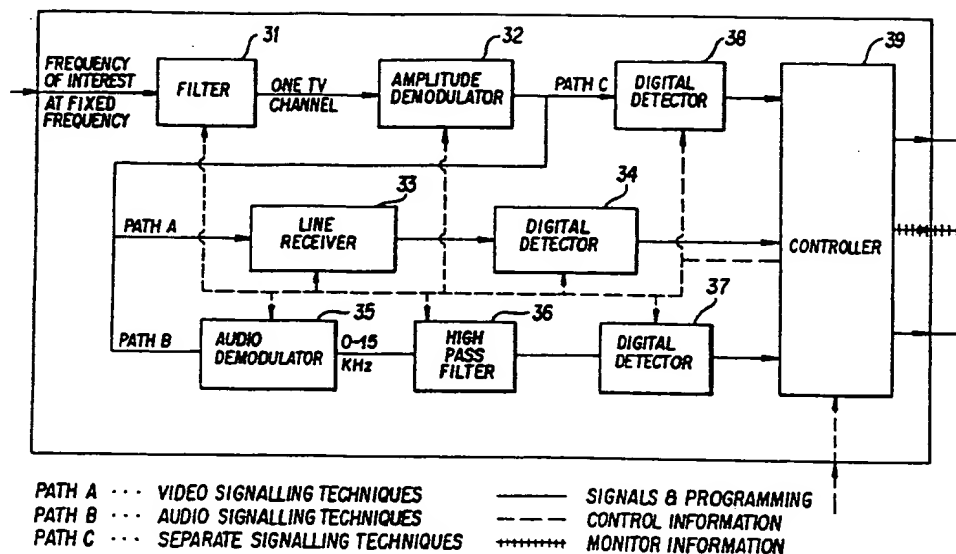 31
32
38
39
FREQUENCY
OF INTEREST
AT FIXED
FREQUENCY
FILTER
ONE TV
CHANNEL
AMPLITUDE
DEMODULATOR
PATH C
DIGITAL
DETECTOR
33
34
PATH A
LINE
RECEIVER
DIGITAL
DETECTOR
CONTROLLER
35
36
37
PATH B
AUDIO
DEMODULATOR
0-15
KHz
HIGH
PASS
FILTER
DIGITAL
DETECTOR
PATH A ··· VIDEO SIGNALLING TECHNIQUES
PATH B ··· AUDIO SIGNALLING TECHNIQUES
PATH C ··· SEPARATE SIGNALLING TECHNIQUES
SIGNALS & PROGRAMMING
CONTROL INFORMATION
MONITOR INFORMATION